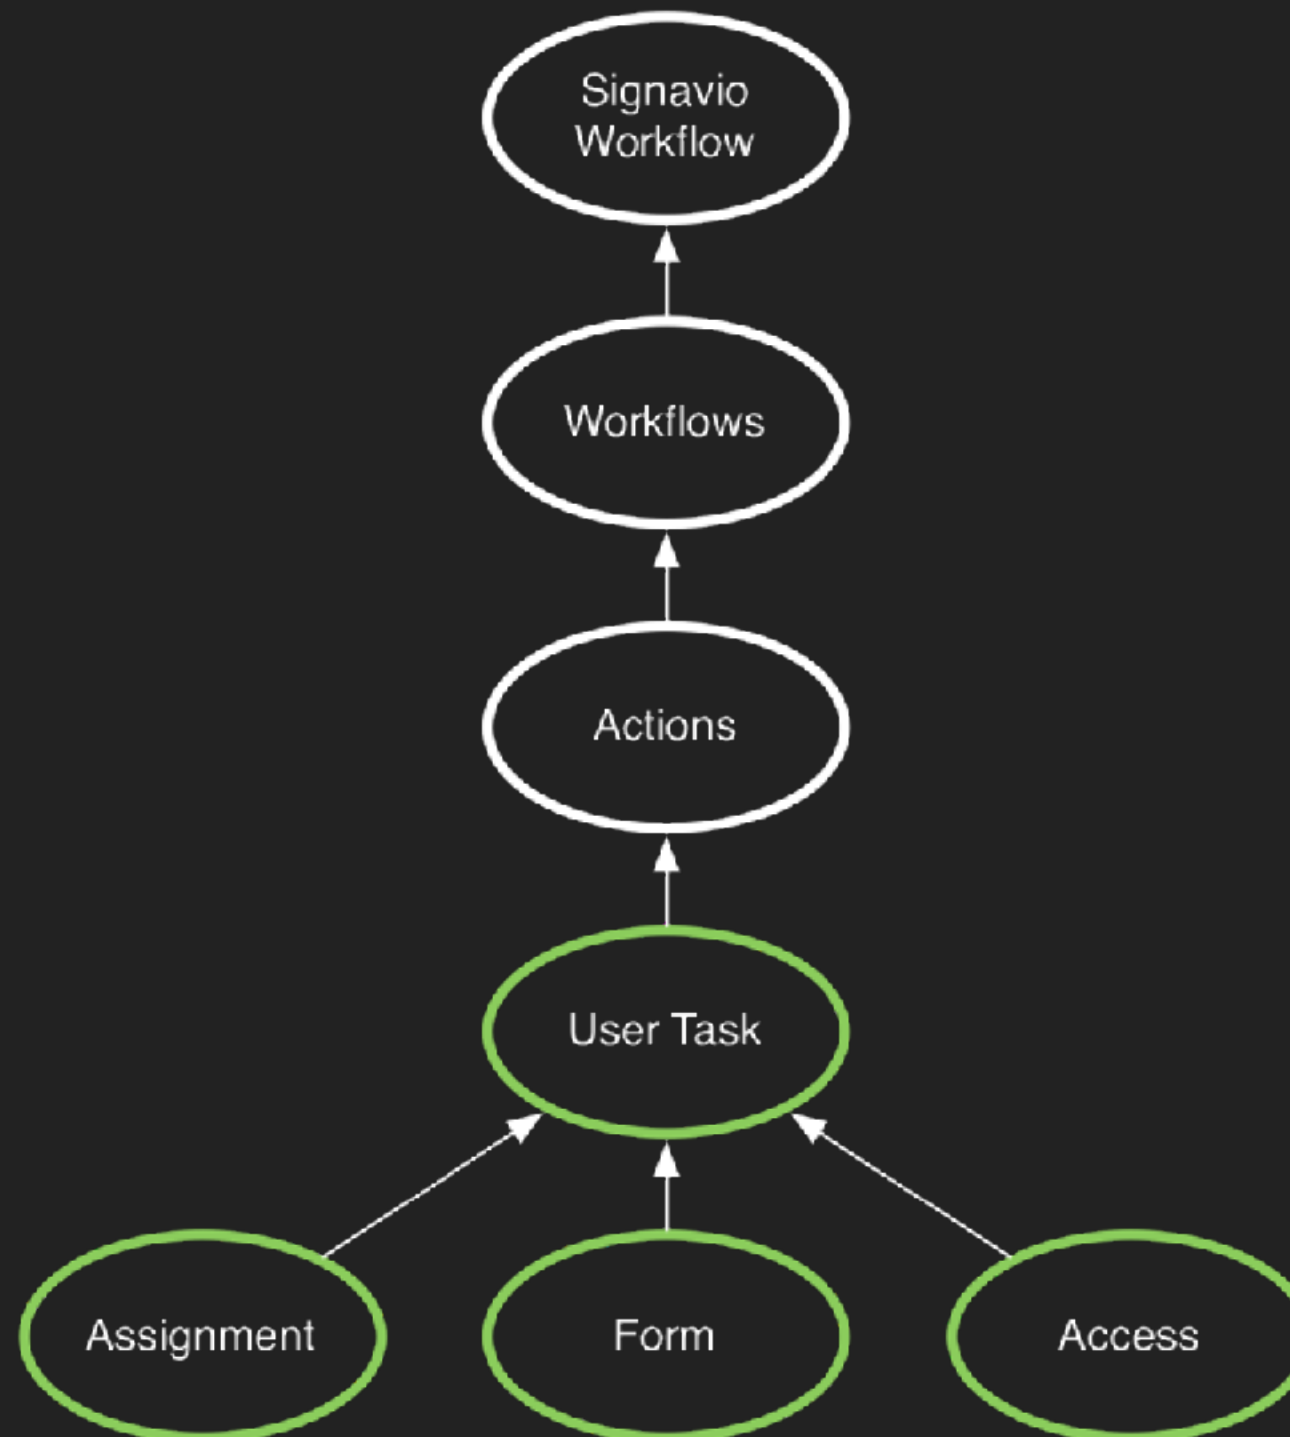 Signavio
Workflow
Workflows
Actions
User Task
Assignment
Form
Access